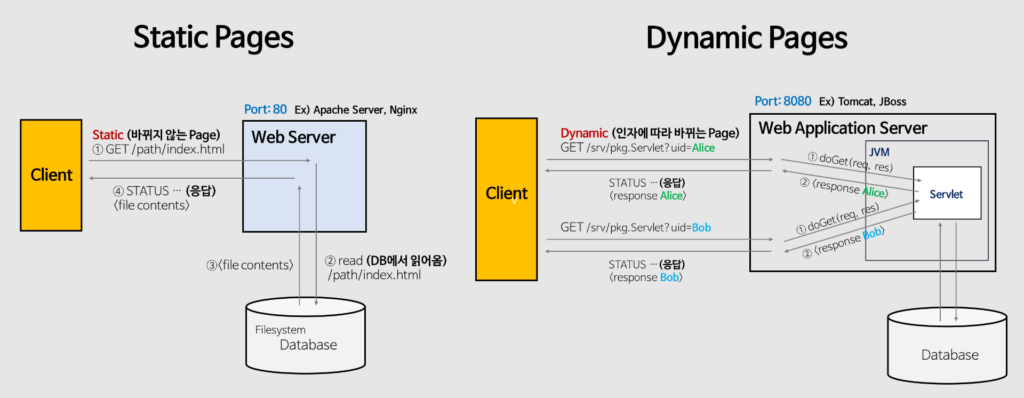 Static Pages
Port: 80 Ex) Apache Server, Nginx
Client
Static (바뀌지 않는 Page)
① GET /path/index.html
④ STATUS … (응답)
〈file contents〉
Web Server
③〈file contents〉
② read (DB에서 읽어옴)
/path/index.html
Filesystem
Database
Dynamic Pages
Port: 8080 Ex) Tomcat, JBoss
Client
Dynamic (인자에 따라 바뀌는 Page)
GET /srv/pkg.Servlet?uid=Alice
STATUS … (응답)
〈response Alice〉
GET /srv/pkg.Servlet?uid=Bob
STATUS … (응답)
〈response Bob〉
Web Application Server
JVM
① doGet(req, res)
② 〈response Alice〉
① doGet(req, res)
② 〈response Bob〉
Servlet
Database